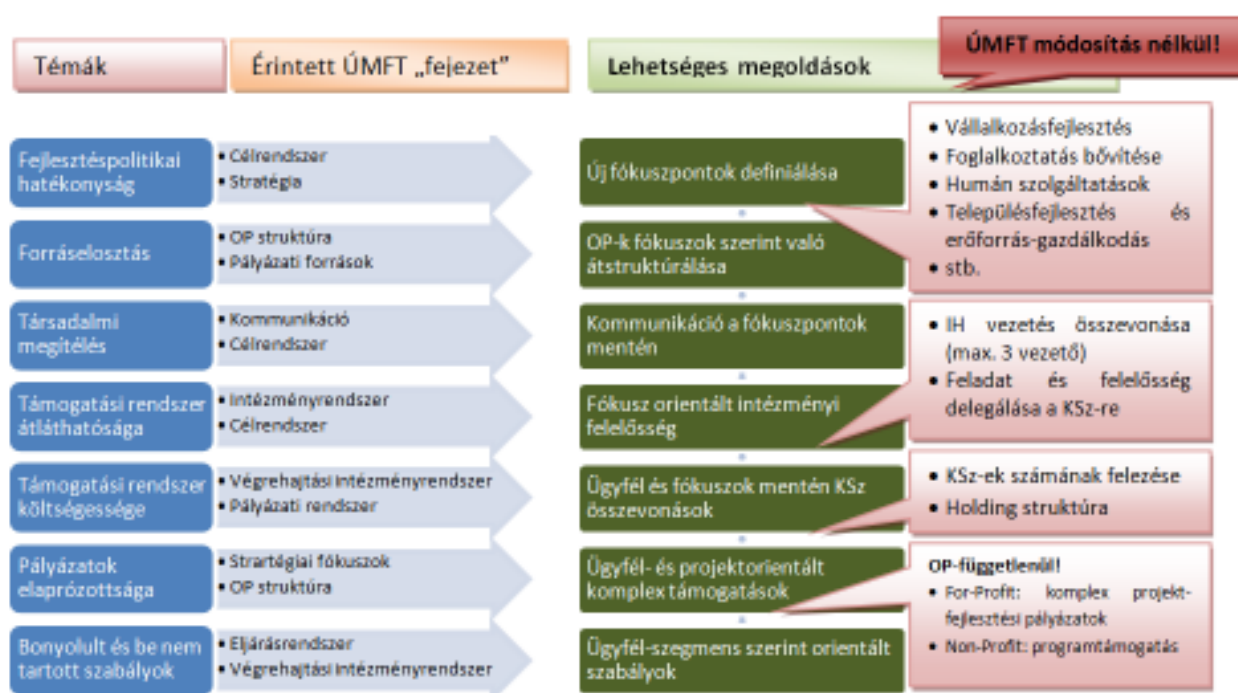 Témák
Érintett ÚMFT „fejezet”
Lehetséges megoldások
ÚMFT módosítás nélkül!
Fejlesztéspolitikai
hatékonyság
• Célrendszer
• Stratégia
Új fókuszpontok definiálása
• Vállalkozásfejlesztés
• Foglalkoztatás bővítése
• Humán szolgáltatások
• Településfejlesztés és
erőforrás-gazdálkodás
• stb.
Forráselosztás
• OP struktúra
• Pályázati források
OP-k fókuszok szerint való
átstruktúrálása
Társadalmi
megítélés
• Kommunikáció
• Célrendszer
Kommunikáció a fókuszpontok
mentén
• IH vezetés összevonása
(max. 3 vezető)
• Feladat és felelősség
delegálása a KSz-re
Támogatási rendszer
átláthatósága
• Intézményrendszer
• Célrendszer
Fókusz orientált intézményi
felelősség
Támogatási rendszer
költségessége
• Végrehajtási intézményrendszer
• Pályázati rendszer
Ügyfél és fókuszok mentén KSz
összevonások
• KSz-ek számának felezése
• Holding struktúra
Pályázatok
elaprózottsága
• Strartégiai fókuszok
• OP struktúra
Ügyfél- és projektorientált
komplex támogatások
OP-függetlenül!
• For-Profit: komplex projekt-
fejlesztési pályázatok
• Non-Profit: programtámogatás
Bonyolult és be nem
tartott szabályok
• Eljárásrendszer
• Végrehajtási intézményrendszer
Ügyfél-szegmens szerint orientált
szabályok